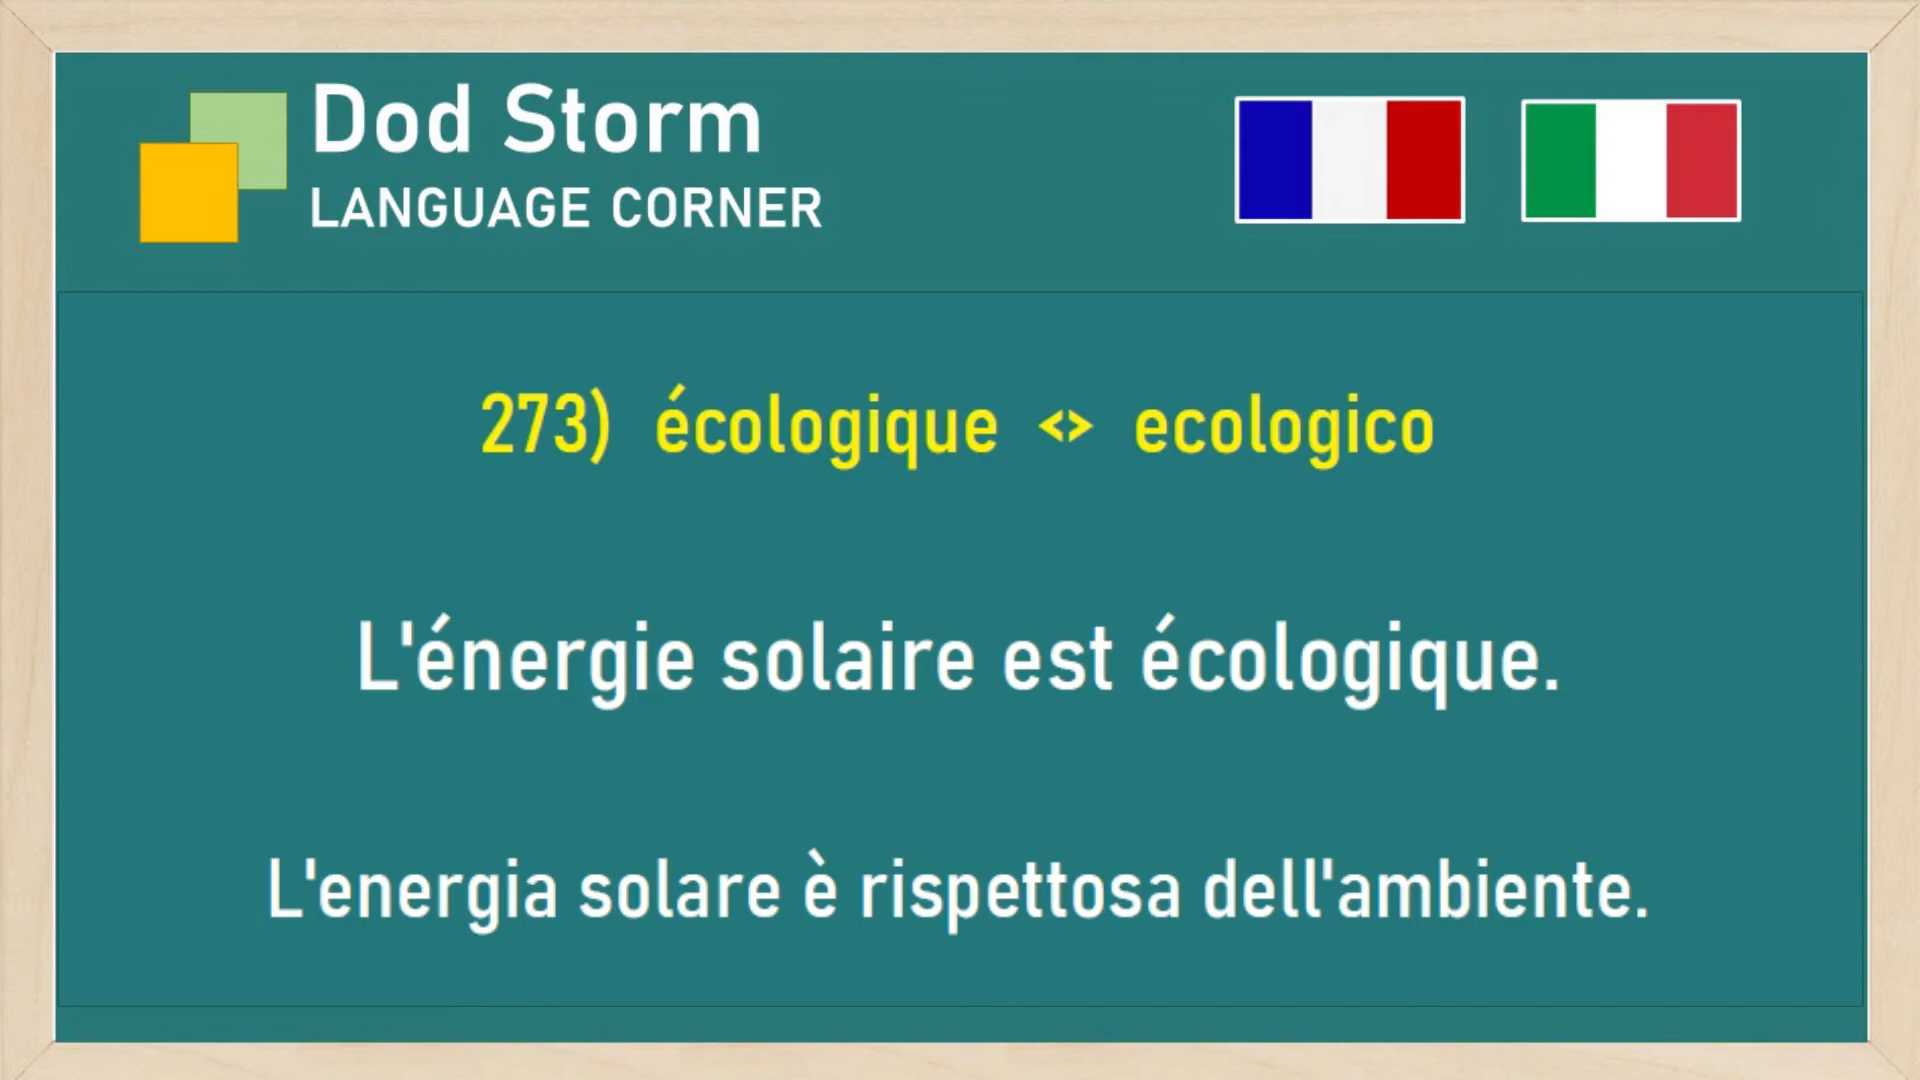 Dod Storm
LANGUAGE CORNER
273) écologique <> ecologico
L'énergie solaire est écologique.
L'energia solare è rispettosa dell'ambiente.